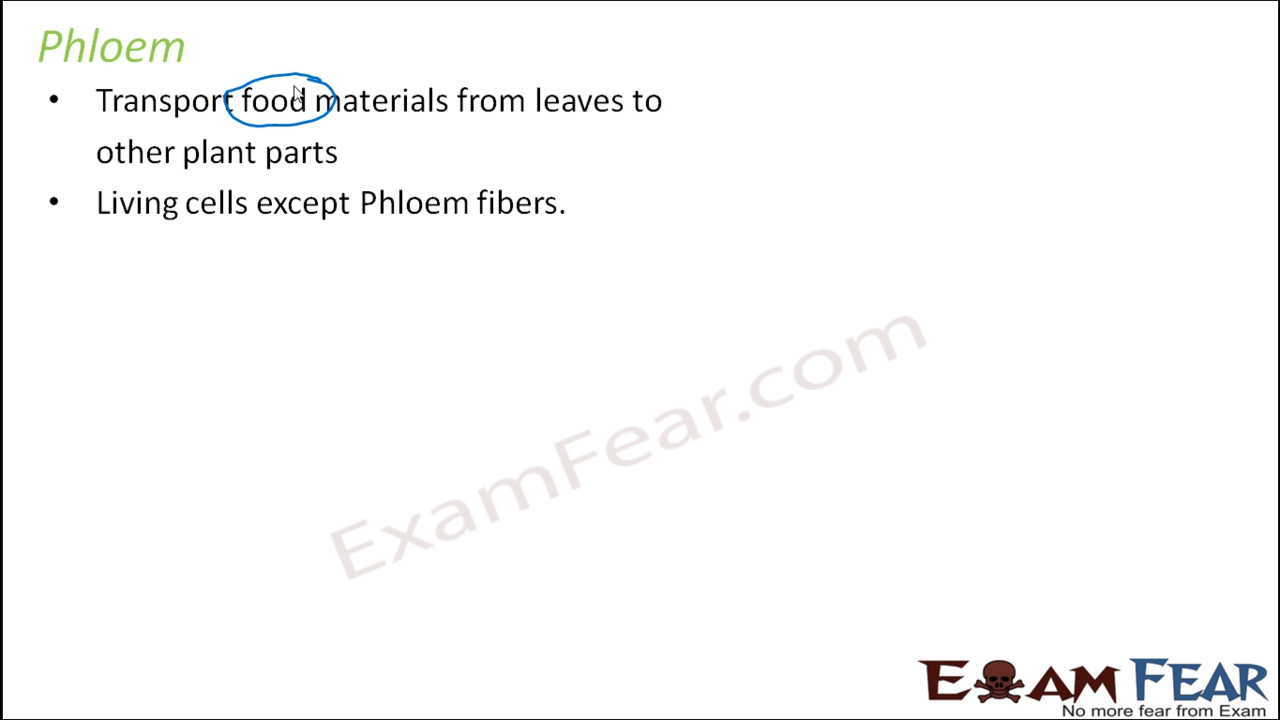 Phloem
• Transport food materials from leaves to
other plant parts
• Living cells except Phloem fibers.
ExamFear.com
EXAM FEAR
No more fear from Exam